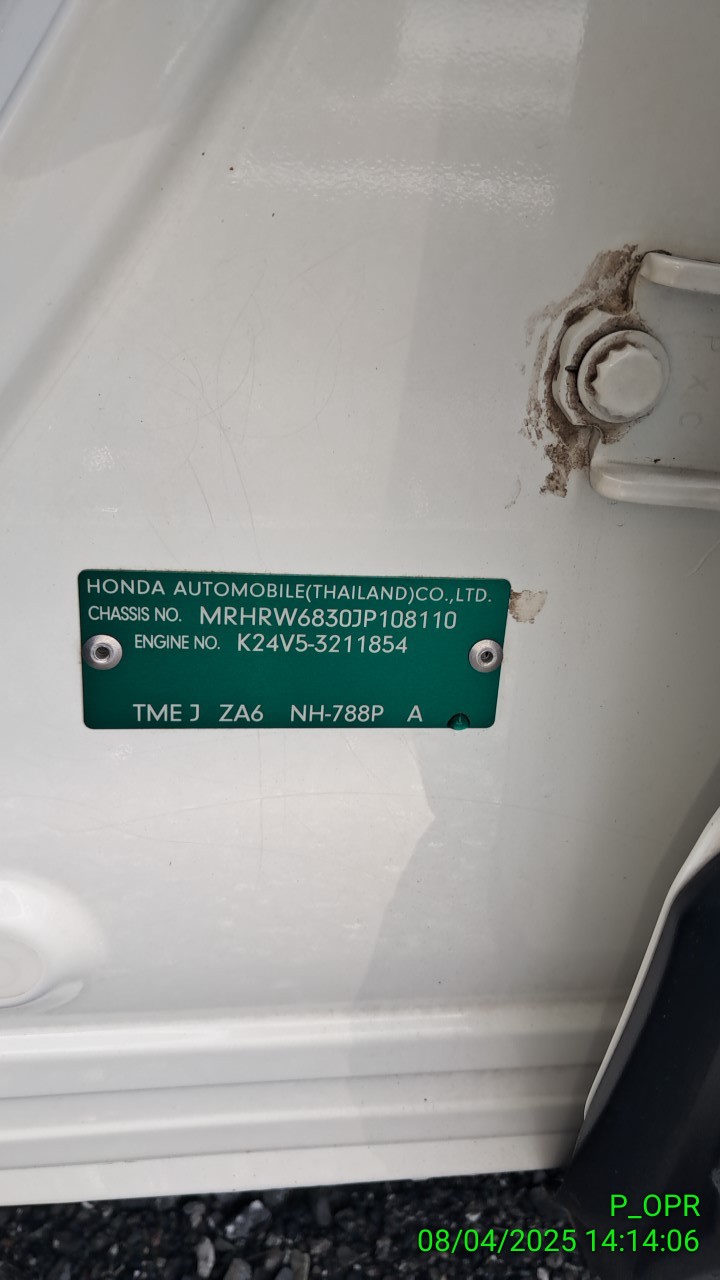 HONDA AUTOMOBILE(THAILAND)CO.,LTD.
CHASSIS NO. MRHRW6830JP108110
ENGINE NO. K24V5-3211854
TME J ZA6 NH-788P A
P_OPR
08/04/2025 14:14:06